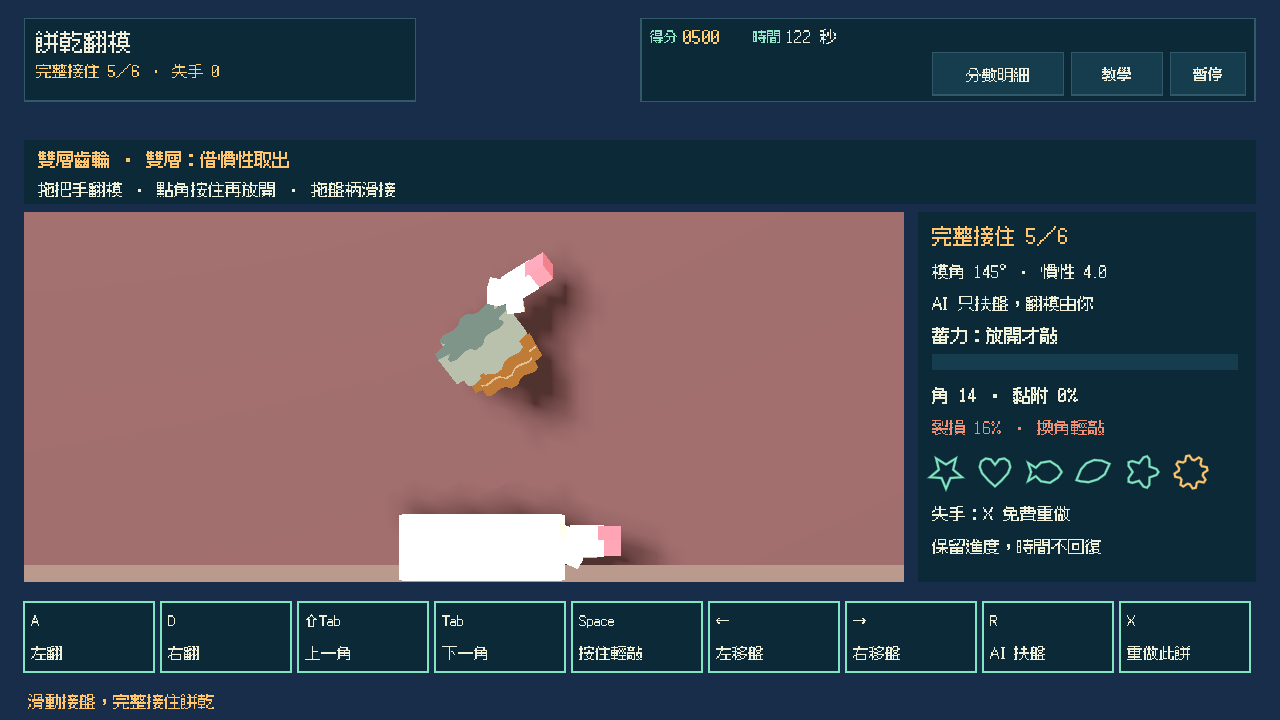 餅乾翻模
完整接住 5／6 · 失手 0
得分 0500 時間 122 秒
分數明細
教學
暫停
雙層齒輪 · 雙層：借慣性取出
拖把手翻模 · 點角按住再放開 · 拖盤柄滑接
完整接住 5／6
模角 145° · 慣性 4.0
AI 只扶盤，翻模由你
蓄力：放開才敲
角 14 · 黏附 0%
裂損 16% · 換角輕敲
失手：X 免費重做
保留進度，時間不回復
A
左翻
D
右翻
⇧Tab
上一角
Tab
下一角
Space
按住輕敲
←
左移盤
→
右移盤
R
AI 扶盤
X
重做此餅
滑動接盤，完整接住餅乾